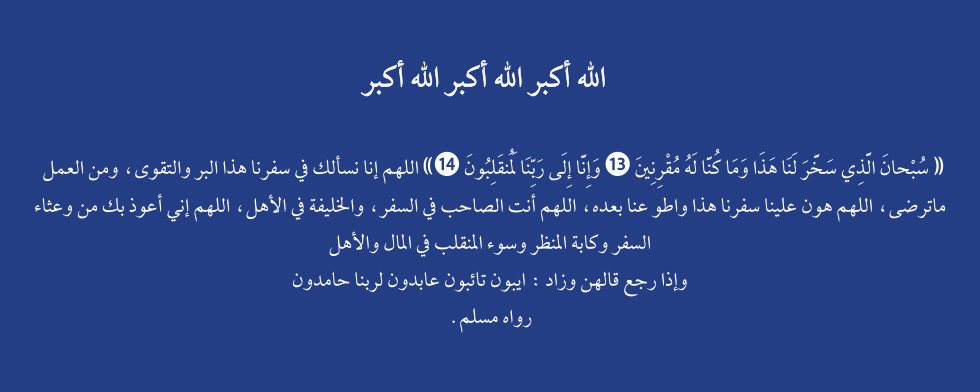 الله أكبر الله أكبر الله أكبر
(( سُبْحانَ الَّذِي سَخَّرَ لَنَا هَذَا وَمَا كُنَّا لَهُ مُقْرِنِينَ 13 وَإِنَّا إِلَى رَبِّنَا لَمُنقَلِبُونَ 14 )) اللهم إنا نسألك في سفرنا هذا البر والتقوى، ومن العمل
ماترضى، اللهم هون علينا سفرنا هذا واطو عنا بعده، اللهم أنت الصاحب في السفر، والخليفة في الأهل، اللهم إني أعوذ بك من وعثاء
السفر وكابة المنظر وسوء المنقلب في المال والأهل
وإذا رجع قالهن وزاد : ايبون تائبون عابدون لربنا حامدون
رواه مسلم .